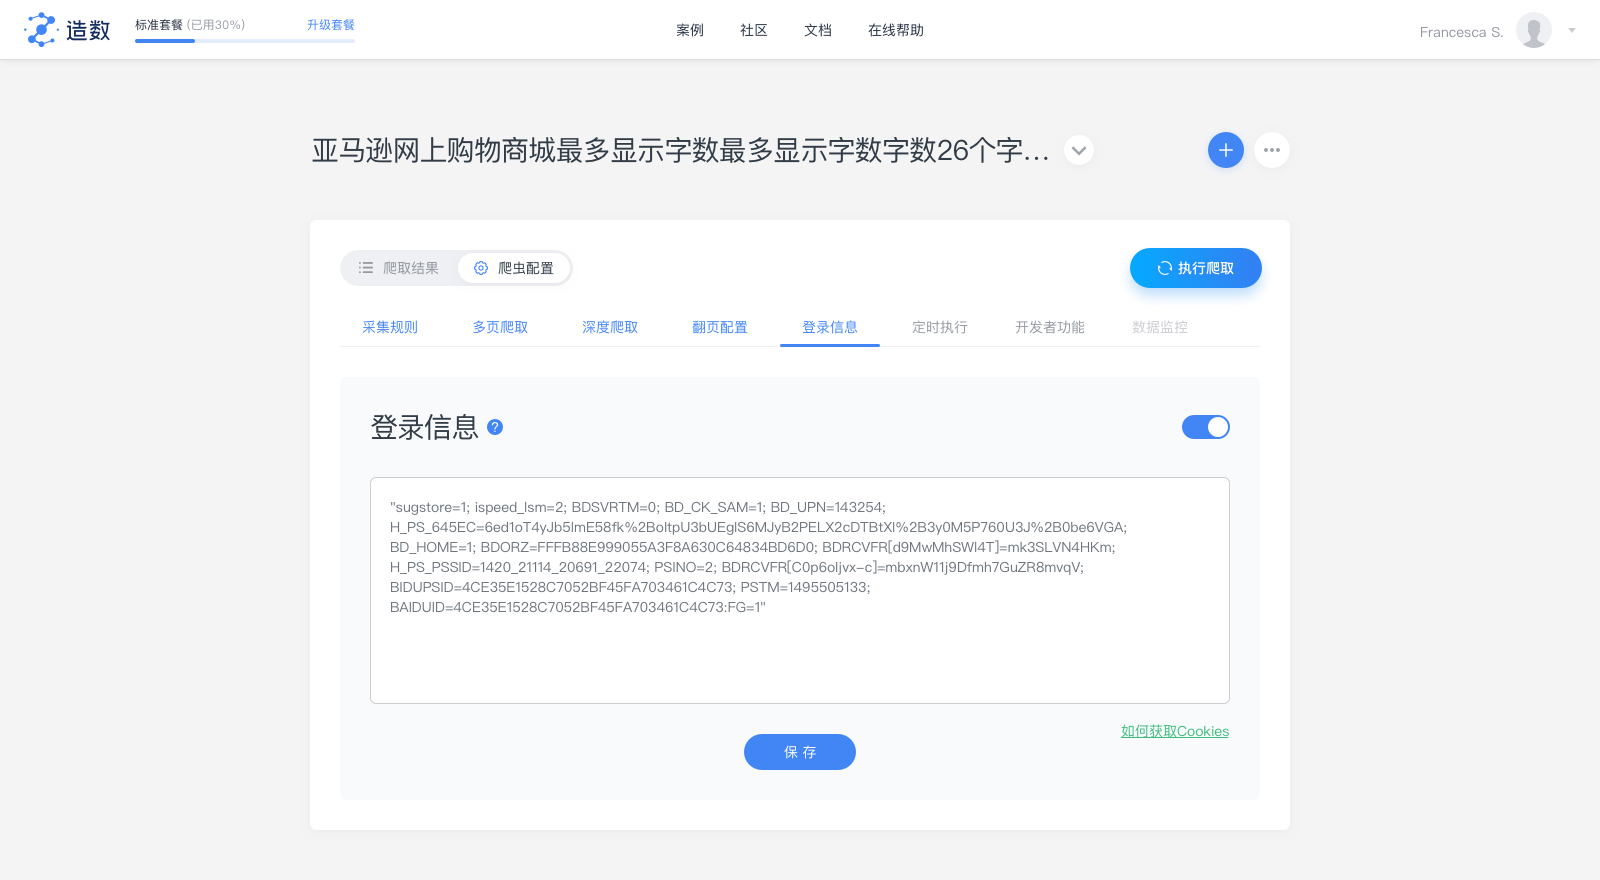 造数
标准套餐 (已用30%)
升级套餐
案例
社区
文档
在线帮助
Francesca S.
亚马逊网上购物商城最多显示字数最多显示字数字数26个字...
爬取结果
爬虫配置
执行爬取
采集规则
多页爬取
深度爬取
翻页配置
登录信息
定时执行
开发者功能
数据监控
登录信息 ?
"sugstore=1; ispeed_lsm=2; BDSVRTM=0; BD_CK_SAM=1; BD_UPN=143254;
H_PS_645EC=6ed1oT4yJb5lmE58fk%2BoltpU3bUEglS6MJyB2PELX2cDTBtXl%2B3y0M5P760U3J%2B0be6VGA;
BD_HOME=1; BDORZ=FFFB88E999055A3F8A630C64834BD6D0; BDRCVFR[d9MwMhSWl4T]=mk3SLVN4HKm;
H_PS_PSSID=1420_21114_20691_22074; PSINO=2; BDRCVFR[C0p6oIjvx-c]=mbxnW11j9Dfmh7GuZR8mvqV;
BIDUPSID=4CE35E1528C7052BF45FA703461C4C73; PSTM=1495505133;
BAIDUID=4CE35E1528C7052BF45FA703461C4C73:FG=1"
如何获取Cookies
保 存